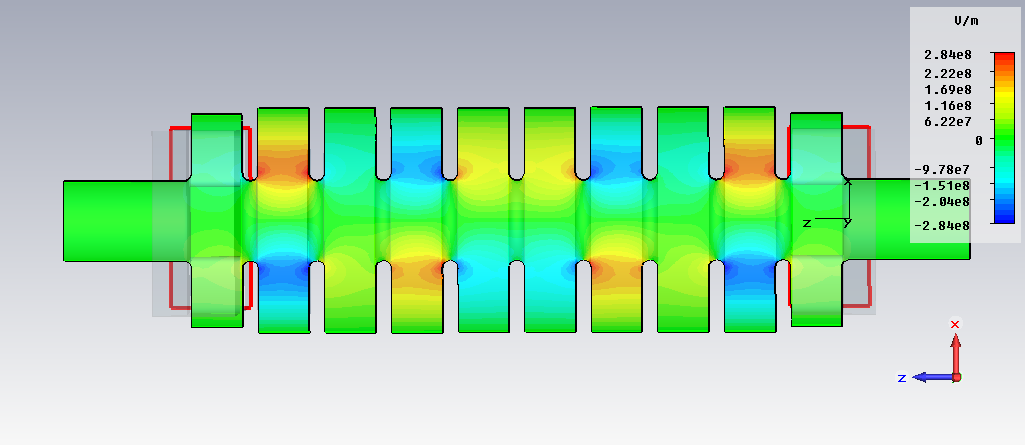 V/m
2.84e8
2.22e8
1.69e8
1.16e8
6.22e7
0
-9.78e7
-1.51e8
-2.04e8
-2.84e8
z
y
x
z